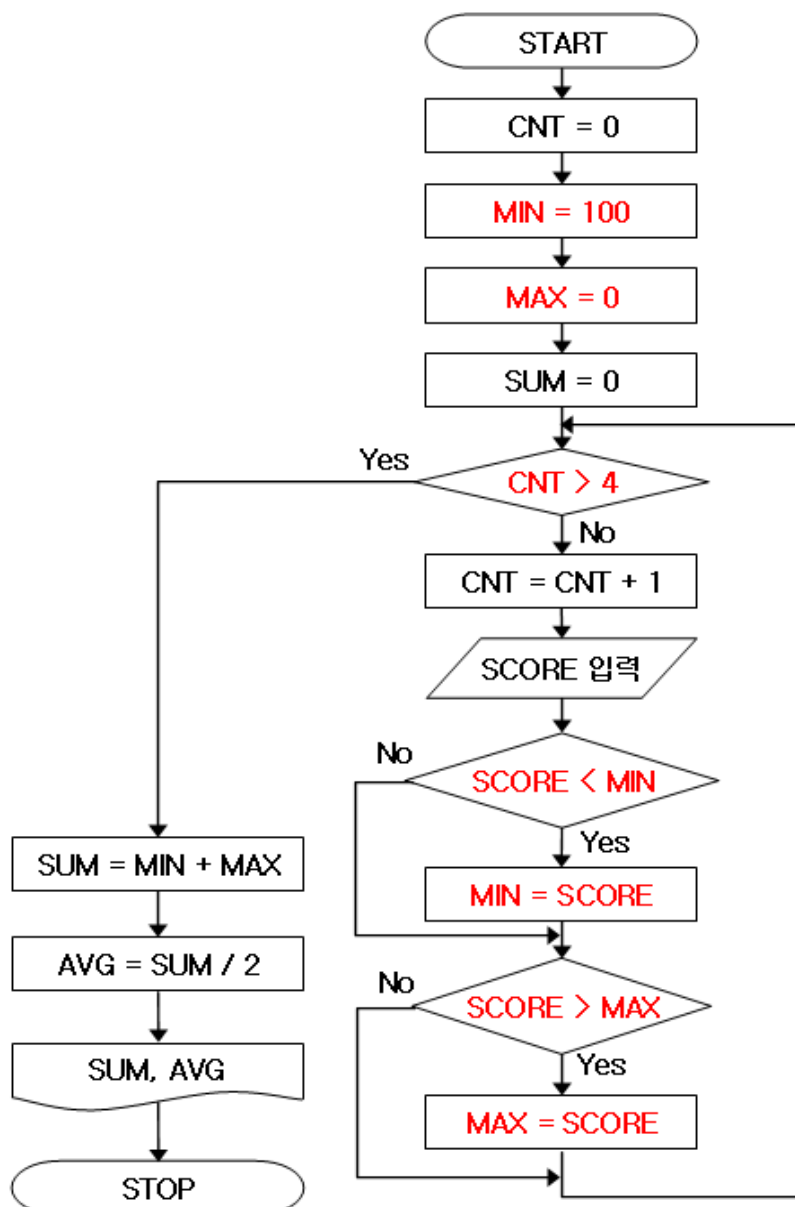 START
CNT = 0
MIN = 100
MAX = 0
SUM = 0
CNT > 4
Yes
No
CNT = CNT + 1
SCORE 입력
SCORE < MIN
No
Yes
MIN = SCORE
SCORE > MAX
No
Yes
MAX = SCORE
SUM = MIN + MAX
AVG = SUM / 2
SUM, AVG
STOP